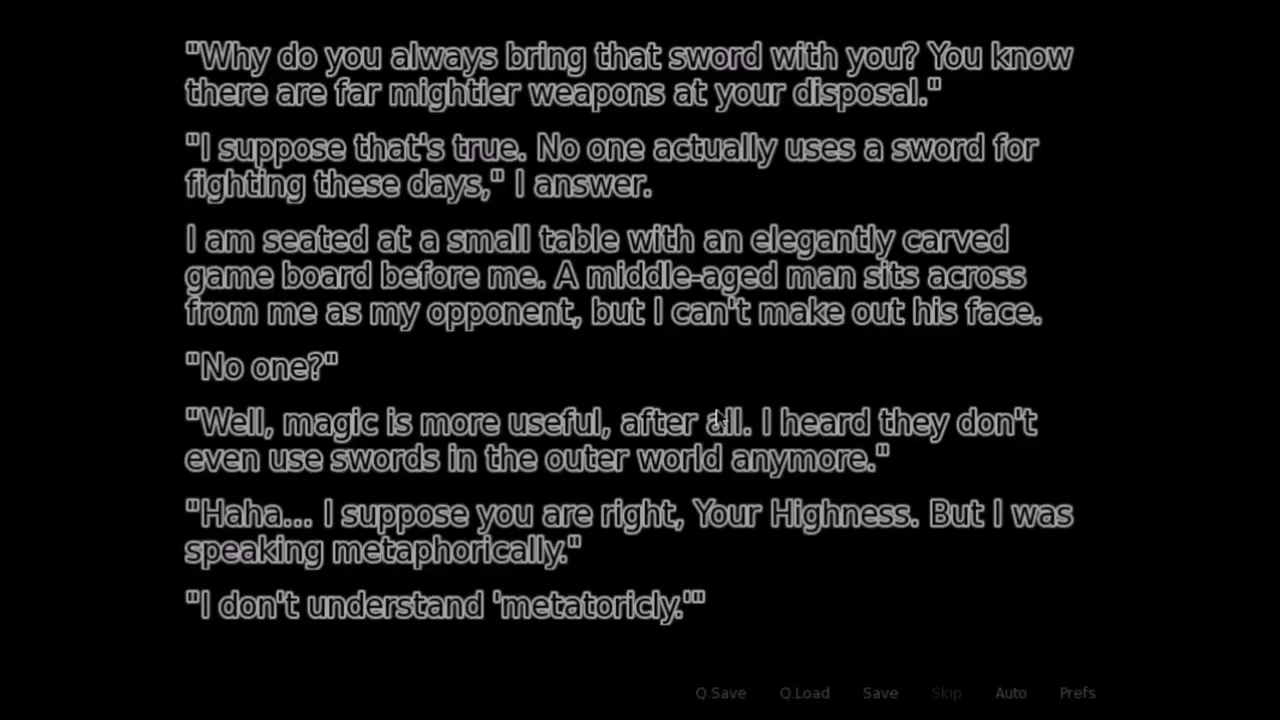 "Why do you always bring that sword with you? You know
there are far mightier weapons at your disposal."
"I suppose that's true. No one actually uses a sword for
fighting these days," I answer.
I am seated at a small table with an elegantly carved
game board before me. A middle-aged man sits across
from me as my opponent, but I can't make out his face.
"No one?"
"Well, magic is more useful, after all. I heard they don't
even use swords in the outer world anymore."
"Haha... I suppose you are right, Your Highness. But I was
speaking metaphorically."
"I don't understand 'metatoricly.'"
Q.Save Q.Load Save Skip Auto Prefs